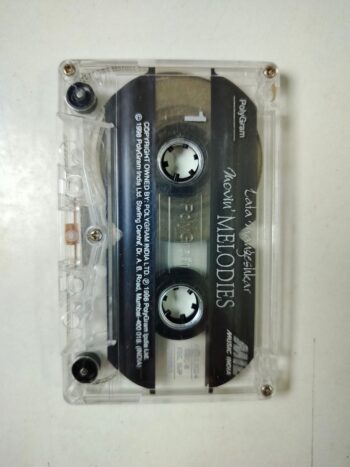 PolyGram
1
Lata Mangeshkar
Movin' MELODIES
MUSIC INDIA
COPYRIGHT OWNED BY: POLYGRAM INDIA LTD. ℗ 1998 PolyGram India Ltd.
© 1998 PolyGram India Ltd. Sterling Centre, Dr. A. B. Road, Mumbai-400 018. (INDIA)